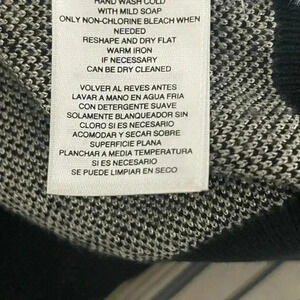 HAND WASH COLD
WITH MILD SOAP
ONLY NON-CHLORINE BLEACH WHEN
NEEDED
RESHAPE AND DRY FLAT
WARM IRON
IF NECESSARY
CAN BE DRY CLEANED
VOLVER AL REVES ANTES
LAVAR A MANO EN AGUA FRIA
CON DETERGENTE SUAVE
SOLAMENTE BLANQUEADOR SIN
CLORO SI ES NECESARIO
ACOMODAR Y SECAR SOBRE
SUPERFICIE PLANA
PLANCHAR A MEDIA TEMPERATURA
SI ES NECESARIO
SE PUEDE LIMPIAR EN SECO